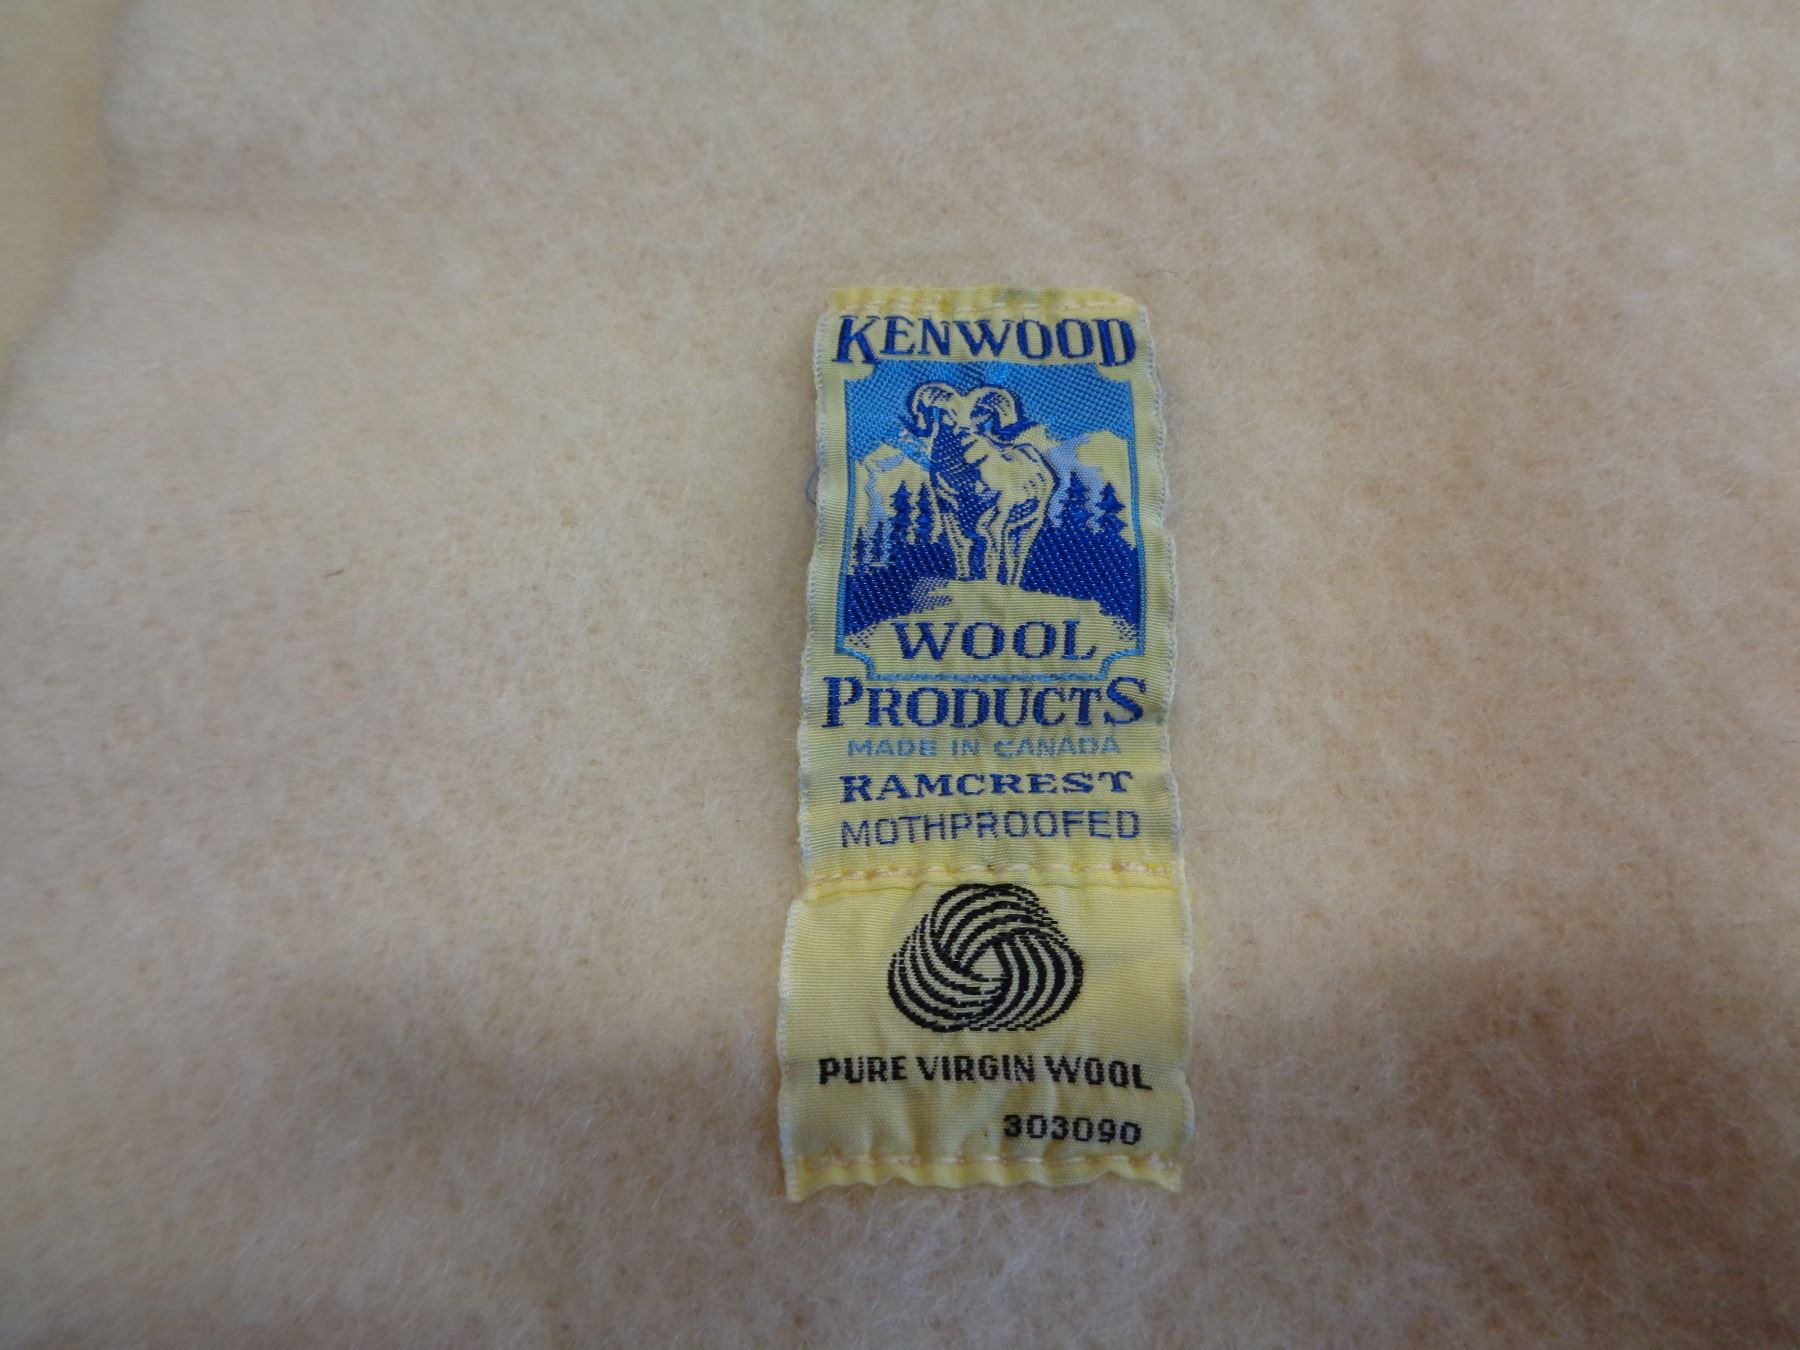 KENWOOD
WOOL
PRODUCTS
MADE IN CANADA
RAMCREST
MOTHPROOFED
PURE VIRGIN WOOL
303090